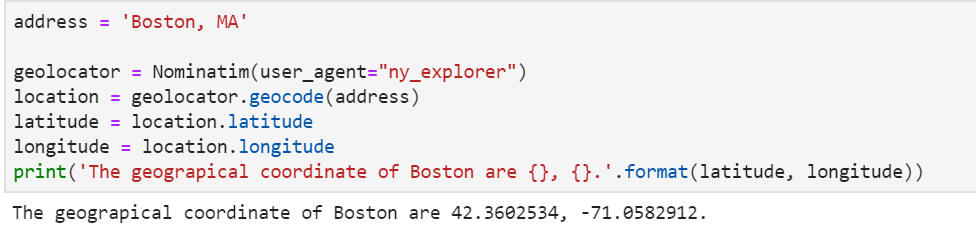 address = 'Boston, MA'
geolocator = Nominatim(user_agent="ny_explorer")
location = geolocator.geocode(address)
latitude = location.latitude
longitude = location.longitude
print('The geograpical coordinate of Boston are {}, {}.'.format(latitude, longitude))
The geograpical coordinate of Boston are 42.3602534, -71.0582912.